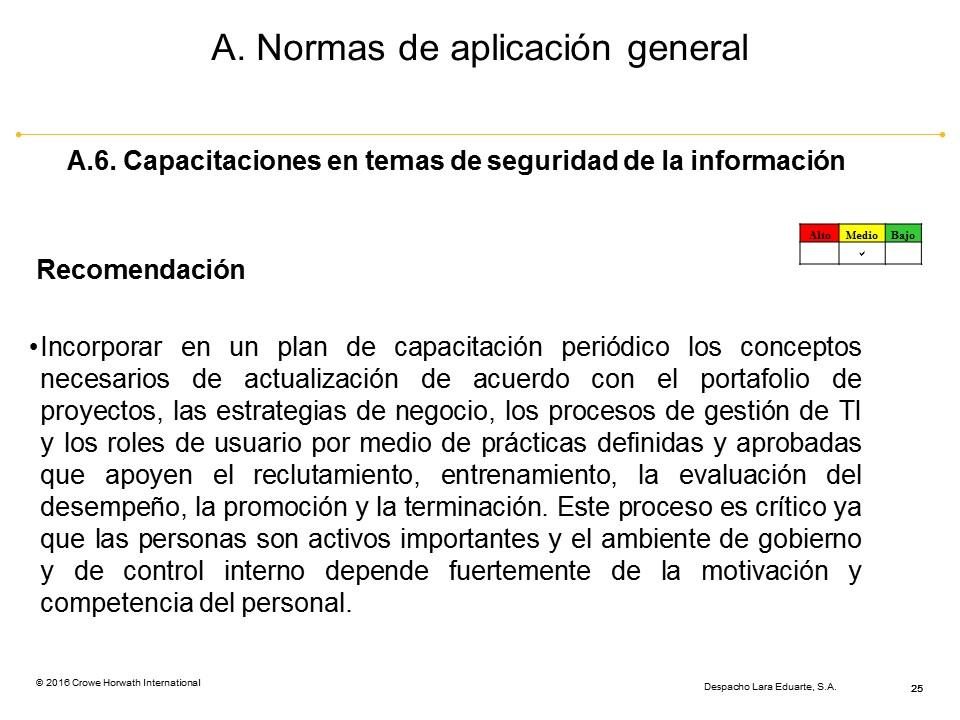 A. Normas de aplicación general
A.6. Capacitaciones en temas de seguridad de la información
Alto Medio Bajo
✓
Recomendación
•Incorporar en un plan de capacitación periódico los conceptos
necesarios de actualización de acuerdo con el portafolio de
proyectos, las estrategias de negocio, los procesos de gestión de TI
y los roles de usuario por medio de prácticas definidas y aprobadas
que apoyen el reclutamiento, entrenamiento, la evaluación del
desempeño, la promoción y la terminación. Este proceso es crítico ya
que las personas son activos importantes y el ambiente de gobierno
y de control interno depende fuertemente de la motivación y
competencia del personal.
© 2016 Crowe Horwath International
Despacho Lara Eduarte, S.A.
25